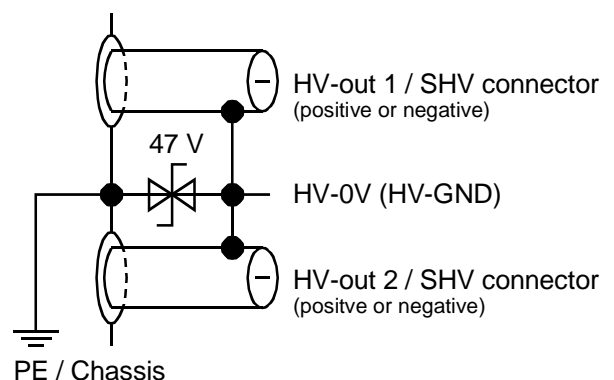 HV-out 1 / SHV connector
(positive or negative)
47 V
HV-0V (HV-GND)
HV-out 2 / SHV connector
(positve or negative)
PE / Chassis